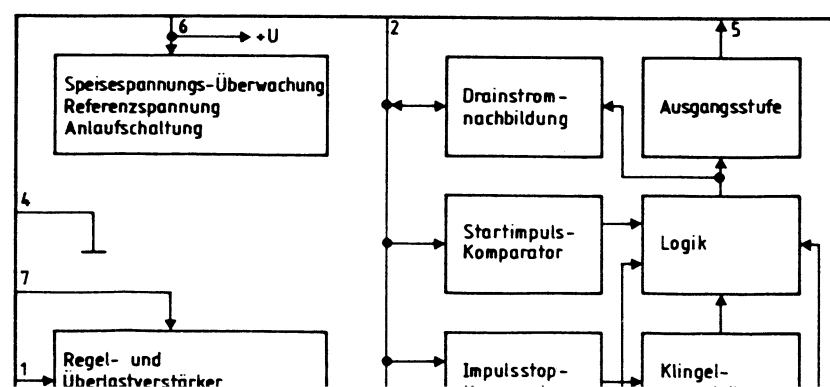 6
+U
2
5
Speisespannungs-Überwachung
Referenzspannung
Anlaufschaltung
Drainstrom-
nachbildung
Ausgangsstufe
4
Startimpuls-
Komparator
Logik
7
1
Regel- und
Überlastverstärker
Impulsstop-
Klingel-